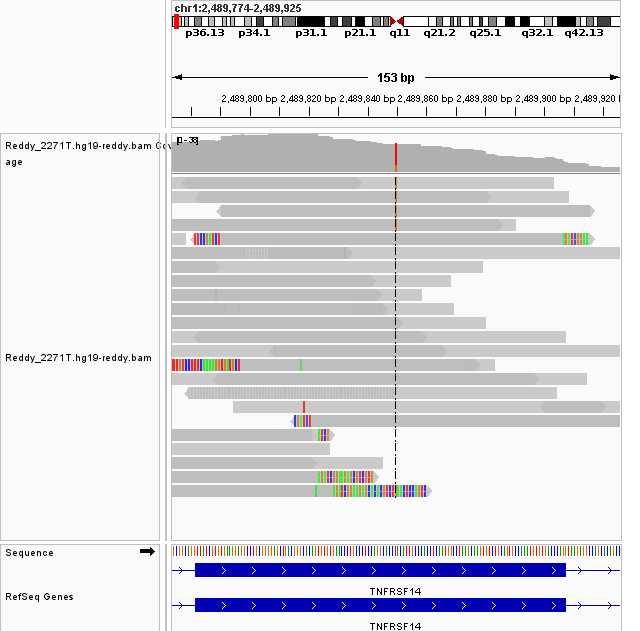 chr1:2,489,774-2,489,925
p36.13 p34.1 p31.1 p21.1 q11 q21.2 q25.1 q32.1 q42.13
153 bp
2,489,800 bp 2,489,820 bp 2,489,840 bp 2,489,860 bp 2,489,880 bp 2,489,900 bp 2,489,920 b
Reddy_2271T.hg19-reddy.bam Cov
age
Reddy_2271T.hg19-reddy.bam
Sequence
RefSeq Genes
TNFRSF14
TNFRSF14